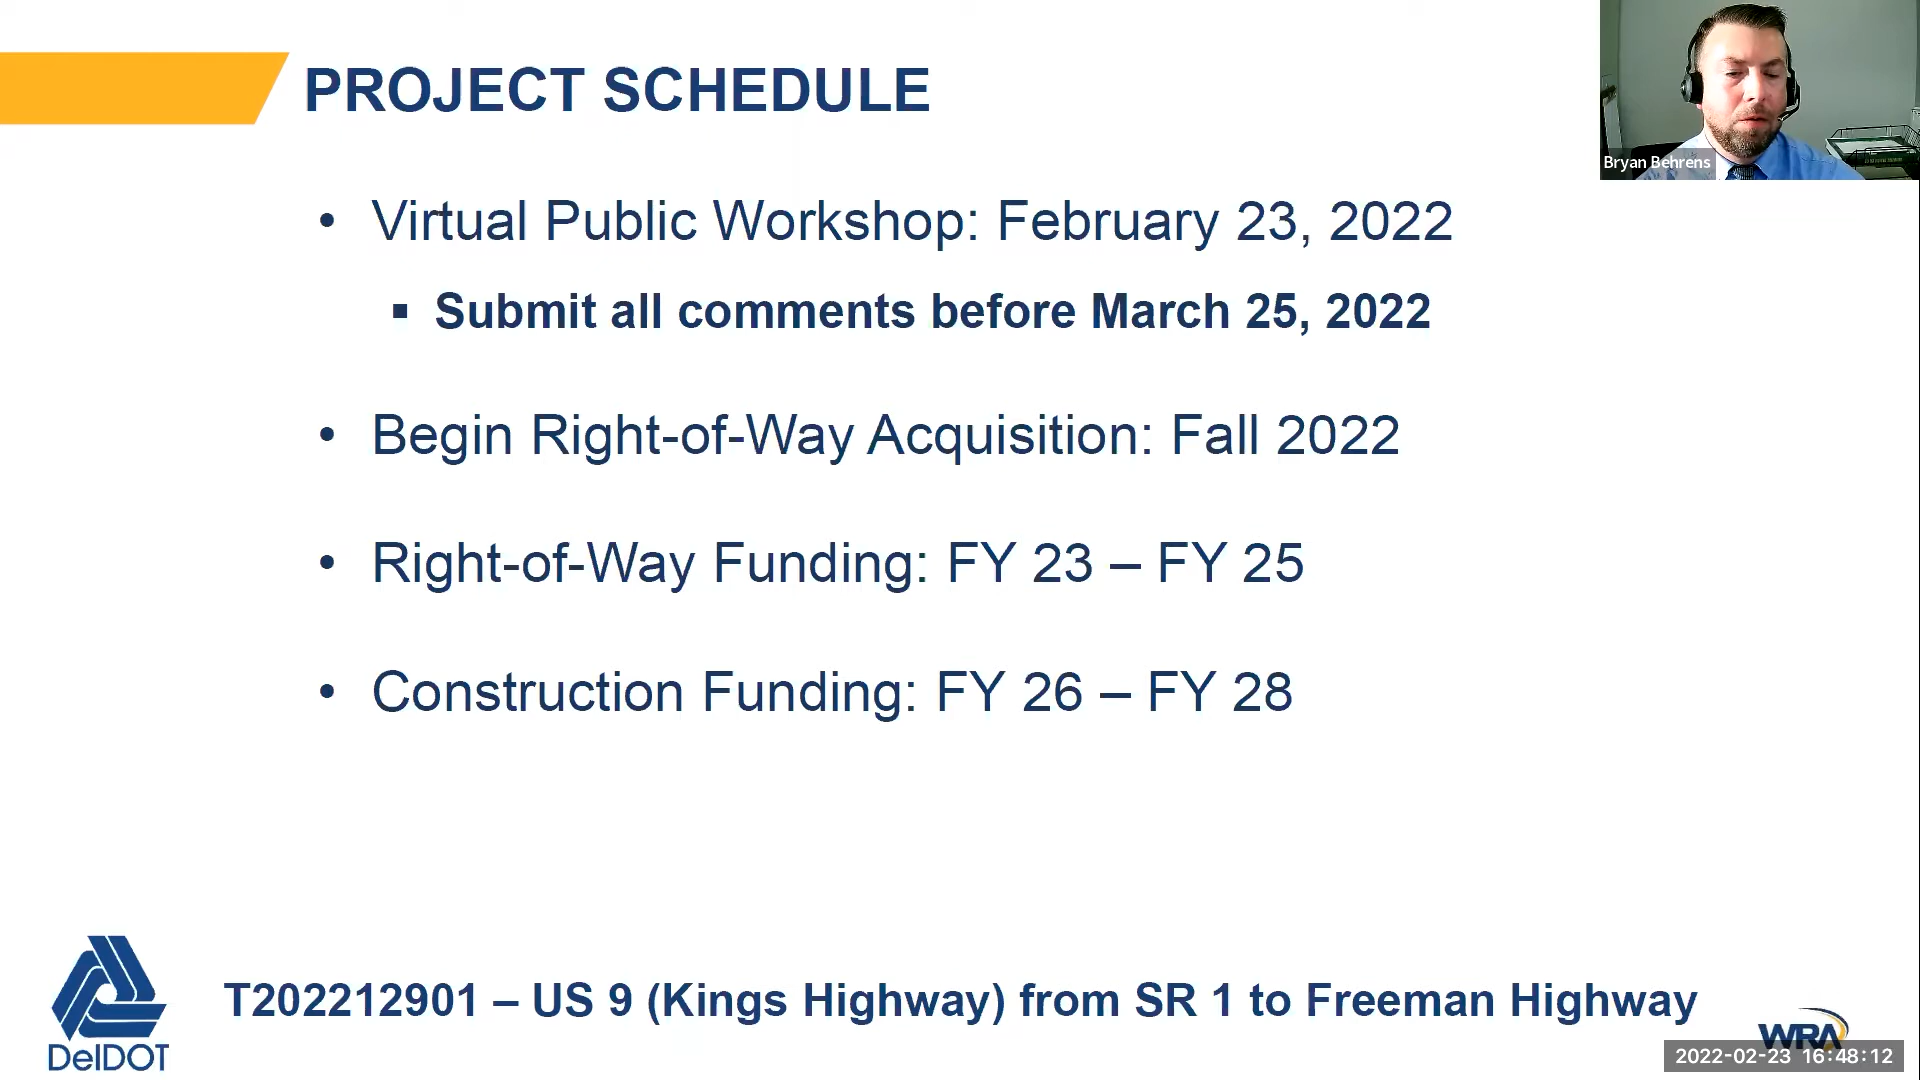 PROJECT SCHEDULE
Bryan Behrens
• Virtual Public Workshop: February 23, 2022
▪ Submit all comments before March 25, 2022
• Begin Right-of-Way Acquisition: Fall 2022
• Right-of-Way Funding: FY 23 – FY 25
• Construction Funding: FY 26 – FY 28
T202212901 – US 9 (Kings Highway) from SR 1 to Freeman Highway
DelDOT
WRA
2022-02-23 16:48:12